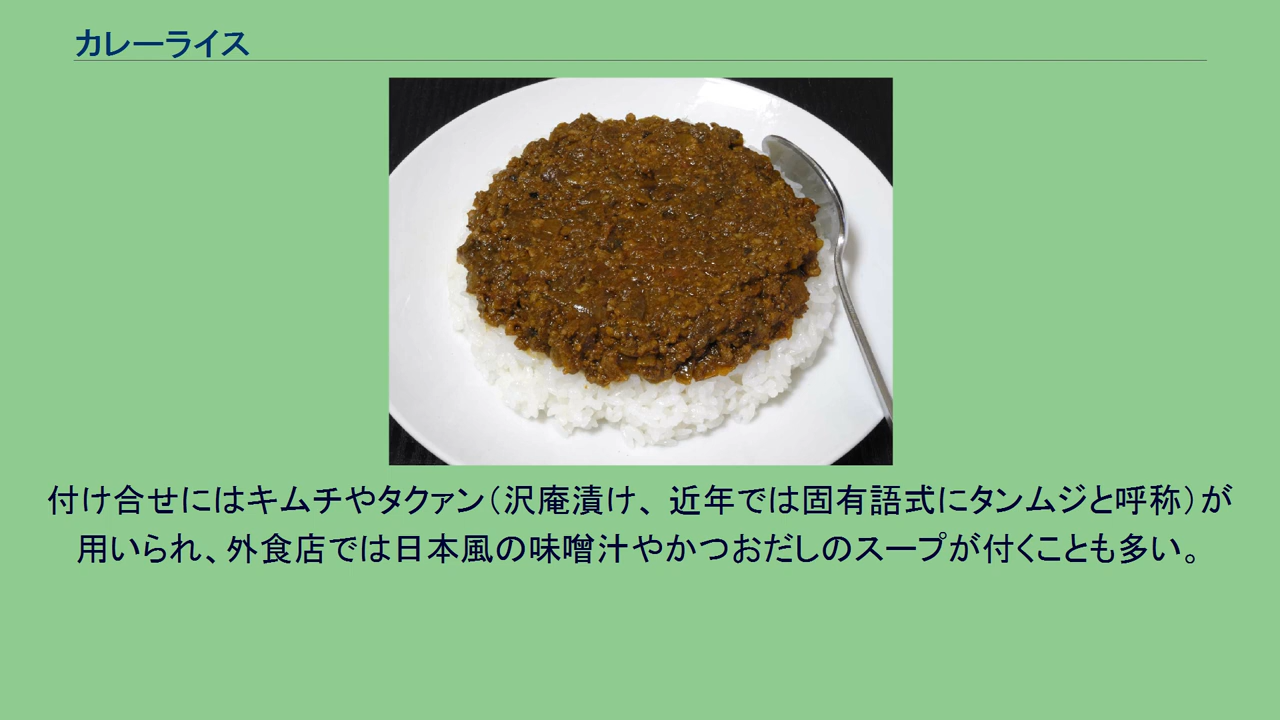 カレーライス
付け合せにはキムチやタクァン（沢庵漬け、 近年では固有語式にタンムジと呼称）が
用いられ、外食店では日本風の味噌汁やかつおだしのスープが付くことも多い。